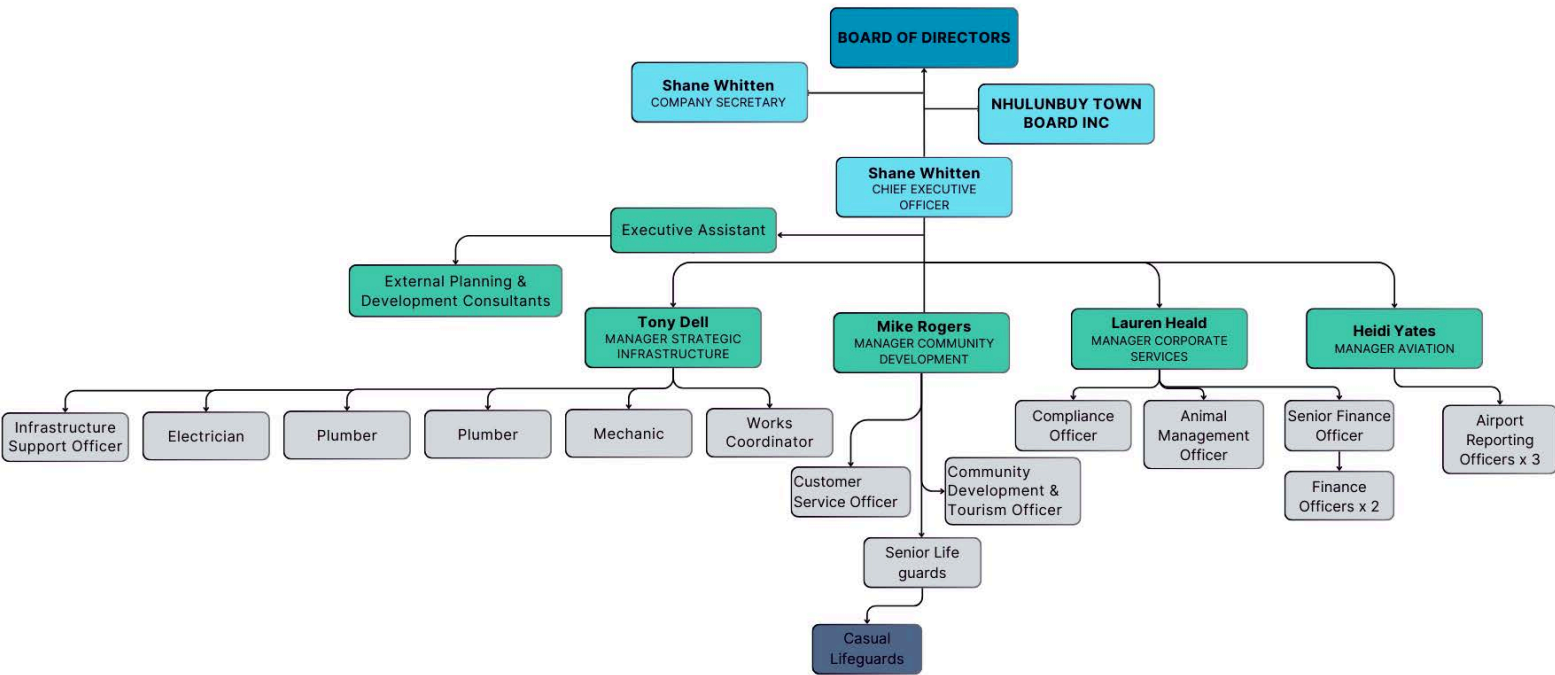 BOARD OF DIRECTORS
Shane Whitten
COMPANY SECRETARY
NHULUNBUY TOWN
BOARD INC
Shane Whitten
CHIEF EXECUTIVE
OFFICER
Executive Assistant
External Planning &
Development Consultants
Tony Dell
MANAGER STRATEGIC
INFRASTRUCTURE
Mike Rogers
MANAGER COMMUNITY
DEVELOPMENT
Lauren Heald
MANAGER CORPORATE
SERVICES
Heidi Yates
MANAGER AVIATION
Infrastructure
Support Officer
Electrician
Plumber
Plumber
Mechanic
Works
Coordinator
Compliance
Officer
Animal
Management
Officer
Senior Finance
Officer
Airport
Reporting
Officers x 3
Customer
Service Officer
Community
Development &
Tourism Officer
Finance
Officers x 2
Senior Life
guards
Casual
Lifeguards